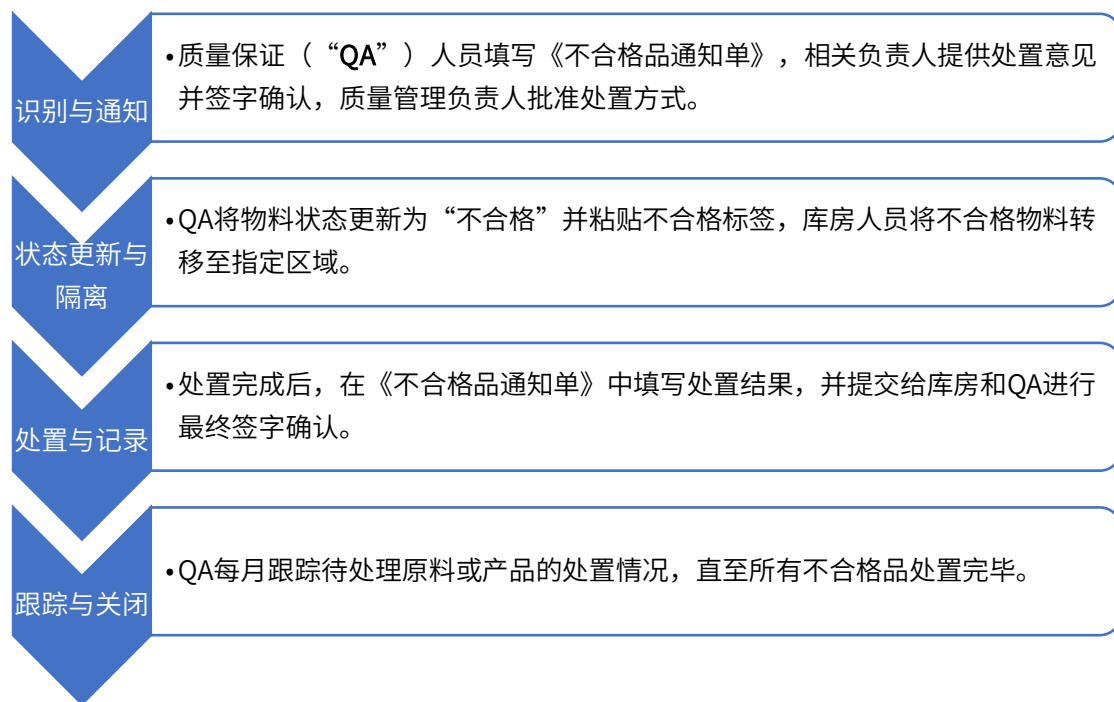 识别与通知
•质量保证（“QA”）人员填写《不合格品通知单》，相关负责人提供处置意见
并签字确认，质量管理负责人批准处置方式。
状态更新与
隔离
•QA将物料状态更新为“不合格”并粘贴不合格标签，库房人员将不合格物料转
移至指定区域。
处置与记录
•处置完成后，在《不合格品通知单》中填写处置结果，并提交给库房和QA进行
最终签字确认。
跟踪与关闭
•QA每月跟踪待处理原料或产品的处置情况，直至所有不合格品处置完毕。